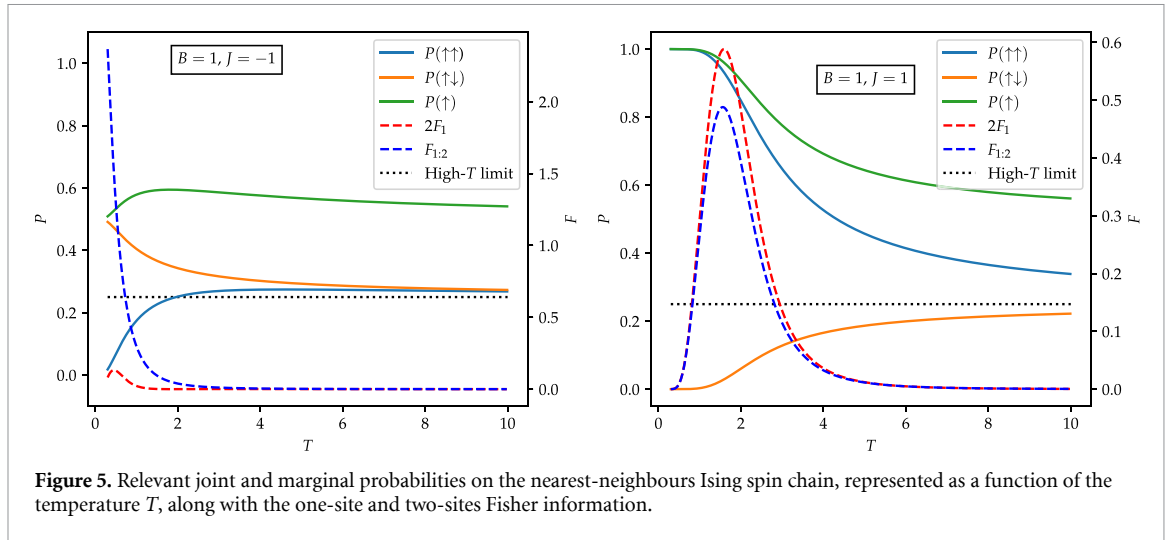 B = 1, J = −1
P(↑↑)
P(↑↓)
P(↑)
2F₁
F₁:₂
High-T limit
1.0
0.8
0.6
0.4
0.2
0.0
P
2.0
1.5
1.0
0.5
0.0
F
0 2 4 6 8 10
T
B = 1, J = 1
P(↑↑)
P(↑↓)
P(↑)
2F₁
F₁:₂
High-T limit
1.0
0.8
0.6
0.4
0.2
0.0
P
0.6
0.5
0.4
0.3
0.2
0.1
0.0
F
0 2 4 6 8 10
T
Figure 5. Relevant joint and marginal probabilities on the nearest-neighbours Ising spin chain, represented as a function of the
temperature T, along with the one-site and two-sites Fisher information.